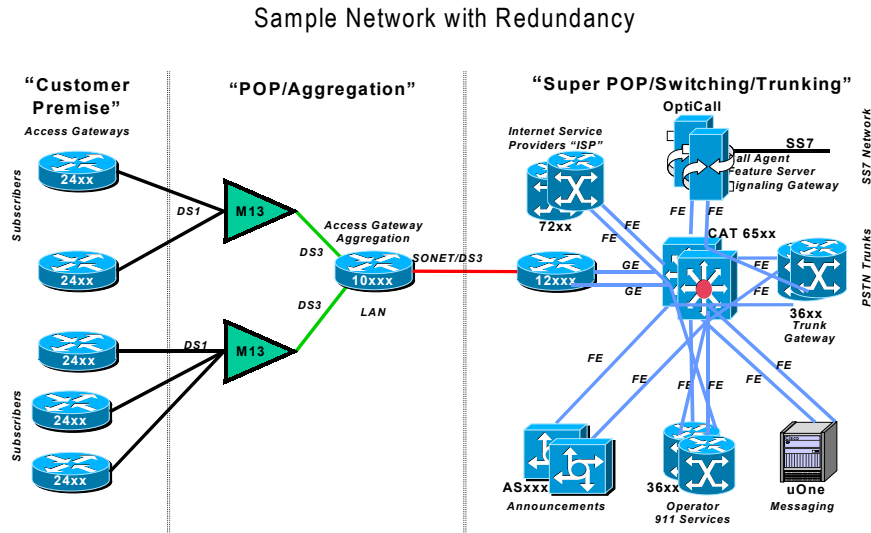 Sample Network with Redundancy
“Customer Premise”
“POP/Aggregation”
“Super POP/Switching/Trunking”
Access Gateways
Subscribers
24xx
24xx
DS1
M13
DS3
Access Gateway
Aggregation
10xxx
LAN
SONET/DS3
Subscribers
24xx
24xx
24xx
DS1
M13
DS3
Internet Service
Providers “ISP”
72xx
FE
FE
OptiCall
SS7
SS7 Network
all Agent
eature Server
ignaling Gateway
FE
FE
CAT 65xx
12xxx
GE
GE
FE
FE
36xx
Trunk
Gateway
PSTN Trunks
FE
FE
FE
FE
FE
FE
ASxxx
Announcements
36xx
Operator
911 Services
uOne
Messaging